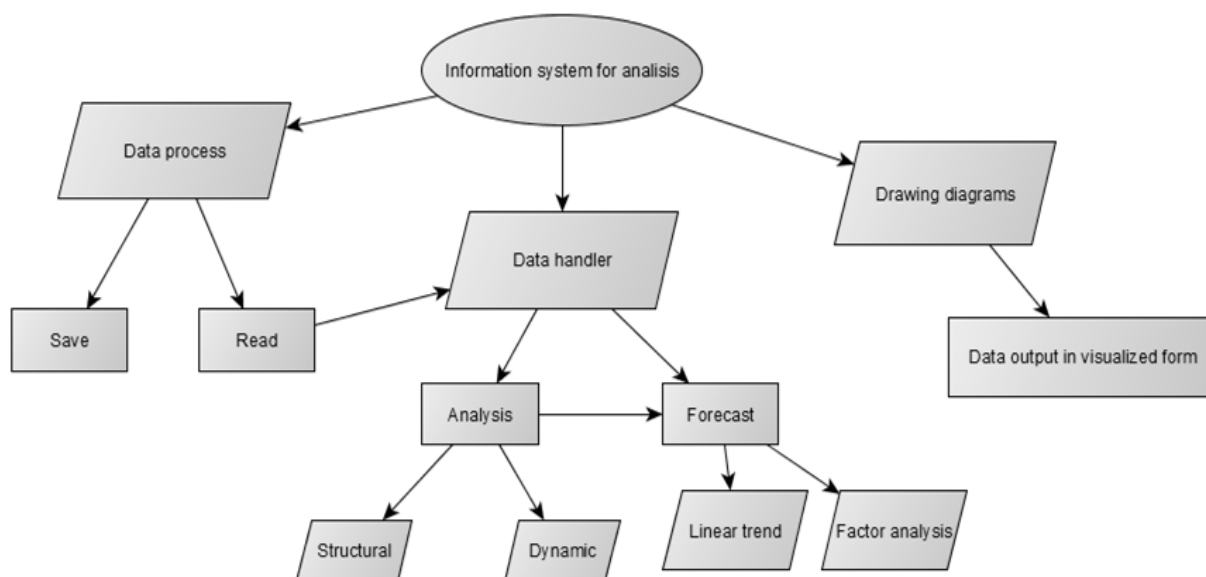 Information system for analisis
Data process
Drawing diagrams
Data handler
Save
Read
Data output in visualized form
Analysis
Forecast
Linear trend
Factor analysis
Structural
Dynamic